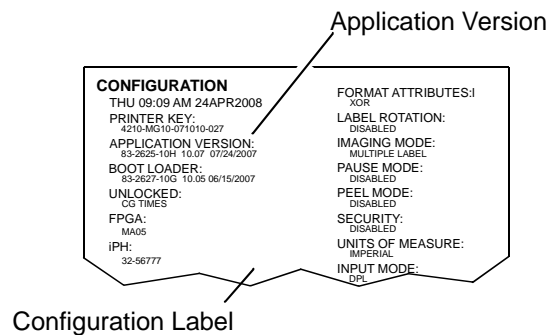 Application Version
CONFIGURATION
THU 09:09 AM 24APR2008
PRINTER KEY:
4210-MG10-071010-027
APPLICATION VERSION:
83-2625-10H 10.07 07/24/2007
BOOT LOADER:
83-2627-10G 10.05 06/15/2007
UNLOCKED:
CG TIMES
FPGA:
MA05
iPH:
32-56777
FORMAT ATTRIBUTES:I
XOR
LABEL ROTATION:
DISABLED
IMAGING MODE:
MULTIPLE LABEL
PAUSE MODE:
DISABLED
PEEL MODE:
DISABLED
SECURITY:
DISABLED
UNITS OF MEASURE:
IMPERIAL
INPUT MODE:
DPL
Configuration Label